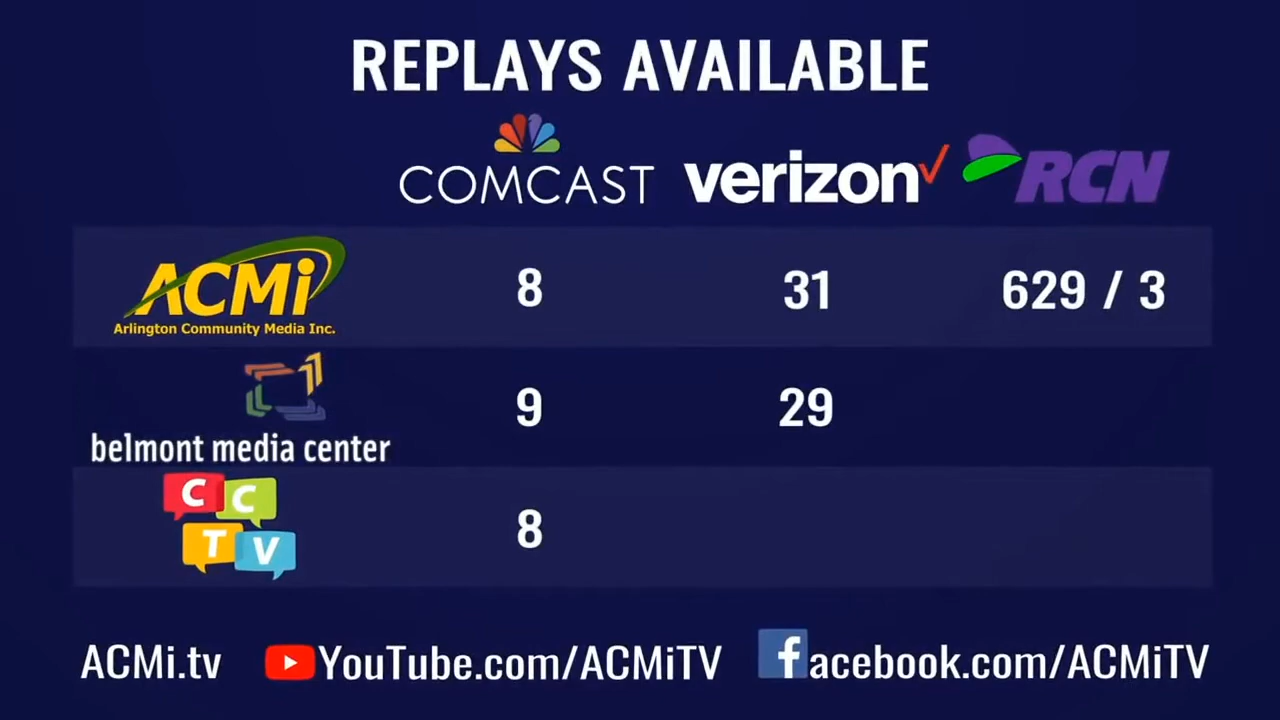 REPLAYS AVAILABLE
COMCAST verizon RCN
ACMi 8 31 629 / 3
Arlington Community Media Inc.
9 29
belmont media center
C C
T V 8
ACMi.tv YouTube.com/ACMiTV facebook.com/ACMiTV